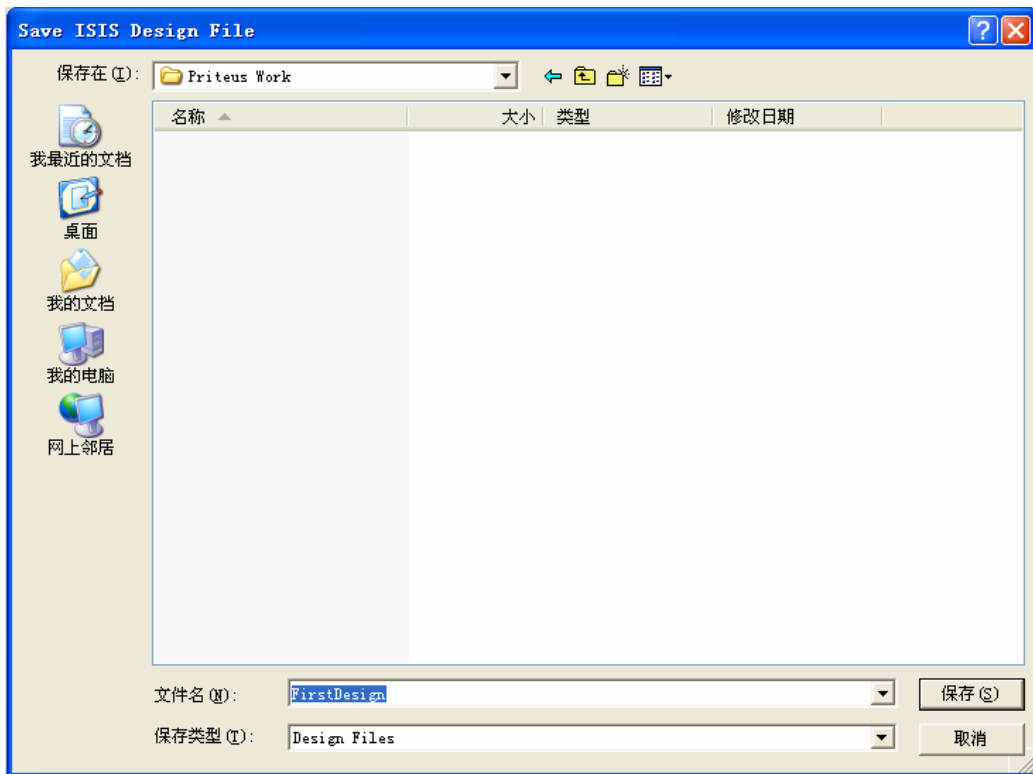 Save ISIS Design File
保存在(I):
Priteus Work
名称
大小
类型
修改日期
我最近的文档
桌面
我的文档
我的电脑
网上邻居
文件名(N):
FirstDesign
保存(S)
保存类型(T):
Design Files
取消